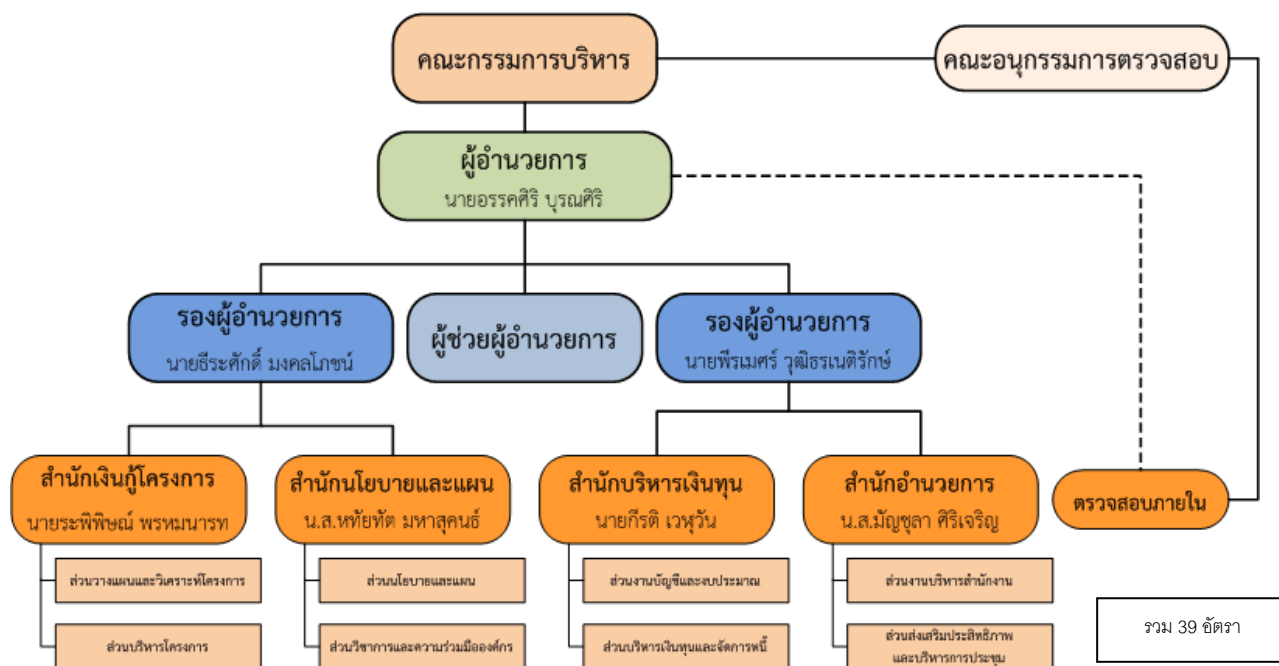 คณะกรรมการบริหาร
คณะอนุกรรมการตรวจสอบ
ผู้อำนวยการ
นายอรรคศิริ บุรณศิริ
รองผู้อำนวยการ
นายธีระศักดิ์ มงคลโภชน์
ผู้ช่วยผู้อำนวยการ
รองผู้อำนวยการ
นายพีรเมศร์ วุฒิธรเนติรักษ์
สำนักเงินกู้โครงการ
นายระพิพิษณ์ พรหมนารท
สำนักนโยบายและแผน
น.ส.หทัยทัต มหาสุคนธ์
สำนักบริหารเงินทุน
นายกีรติ เวฬุวัน
สำนักอำนวยการ
น.ส.มัญชุลา ศิริเจริญ
ตรวจสอบภายใน
ส่วนวางแผนและวิเคราะห์โครงการ
ส่วนนโยบายและแผน
ส่วนงานบัญชีและงบประมาณ
ส่วนงานบริหารสำนักงาน
ส่วนบริหารโครงการ
ส่วนวิชาการและความร่วมมือองค์กร
ส่วนบริหารเงินทุนและจัดการหนี้
ส่วนส่งเสริมประสิทธิภาพ
และบริหารการประชุม
รวม 39 อัตรา